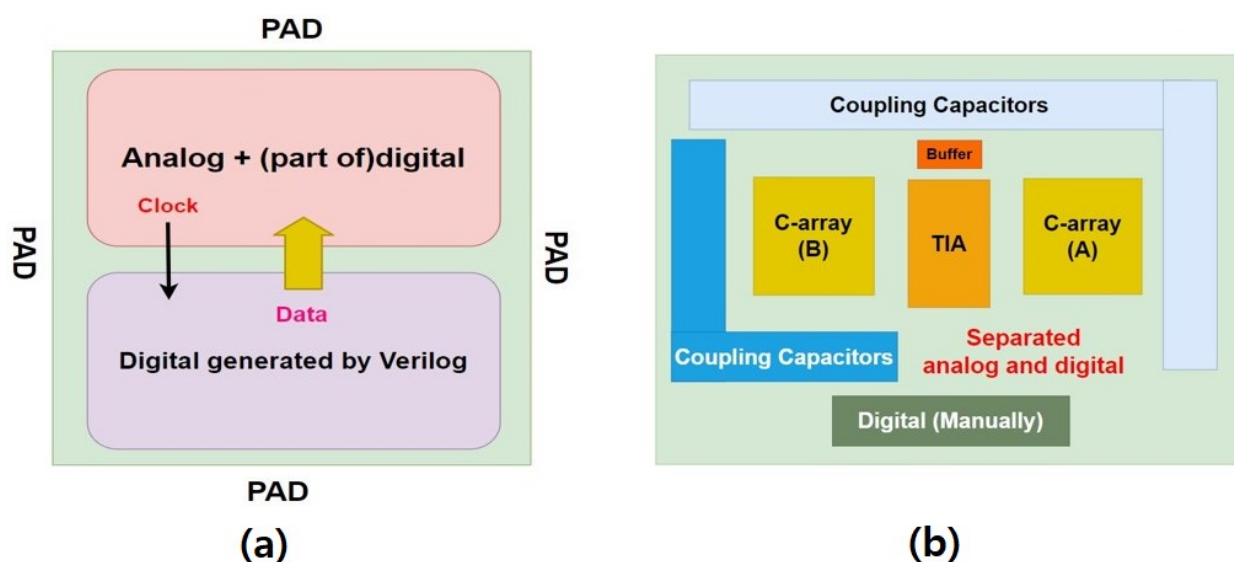 PAD
Analog + (part of)digital
Clock
PAD
PAD
Data
Digital generated by Verilog
PAD
(a)
Coupling Capacitors
Buffer
C-array
(B)
TIA
C-array
(A)
Coupling Capacitors
Separated
analog and digital
Digital (Manually)
(b)